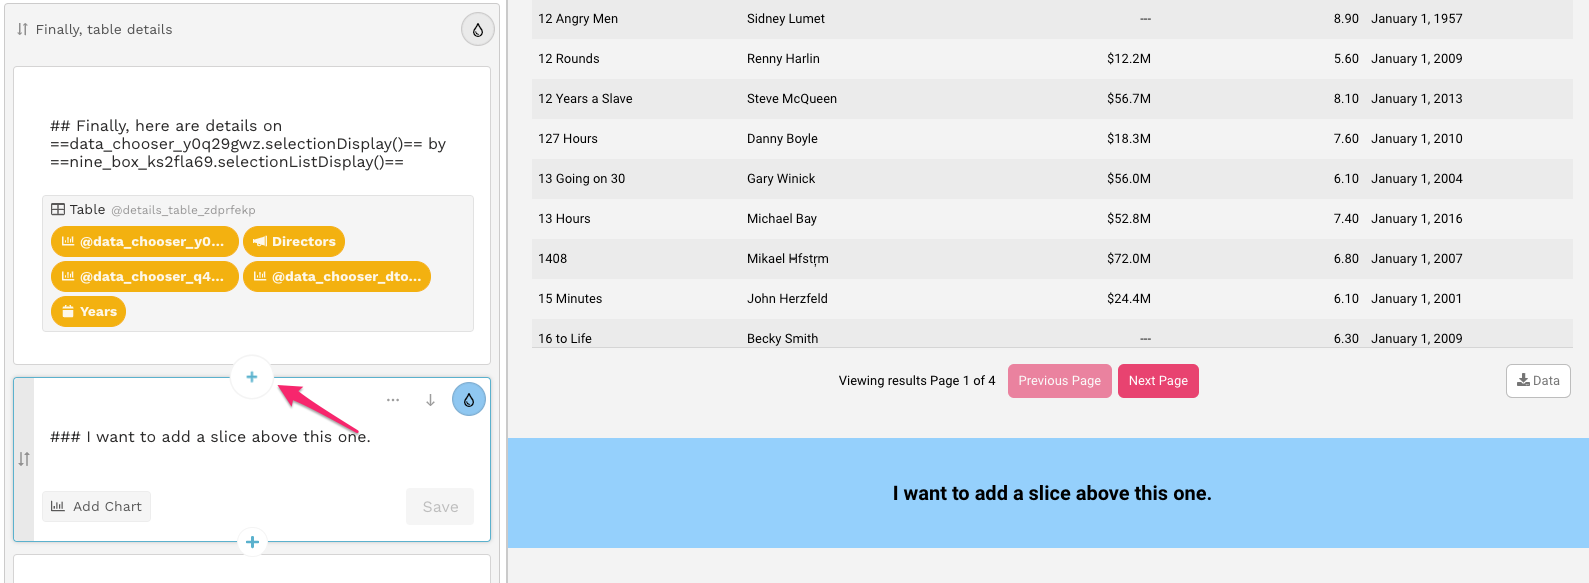 Finally, table details
## Finally, here are details on
==data_chooser_y0q29gwz.selectionDisplay()== by
==nine_box_ks2fla69.selectionListDisplay()==
Table @details_table_zdprfekp
@data_chooser_y0... Directors
@data_chooser_q4... @data_chooser_dto...
Years
+
... ↓
### I want to add a slice above this one.
Add Chart Save
+
12 Angry Men Sidney Lumet --- 8.90 January 1, 1957
12 Rounds Renny Harlin $12.2M 5.60 January 1, 2009
12 Years a Slave Steve McQueen $56.7M 8.10 January 1, 2013
127 Hours Danny Boyle $18.3M 7.60 January 1, 2010
13 Going on 30 Gary Winick $56.0M 6.10 January 1, 2004
13 Hours Michael Bay $52.8M 7.40 January 1, 2016
1408 Mikael $72.0M 6.80 January 1, 2007
15 Minutes John Herzfeld $24.4M 6.10 January 1, 2001
16 to Life Becky Smith --- 6.30 January 1, 2009
Viewing results Page 1 of 4 Previous Page Next Page Data
I want to add a slice above this one.